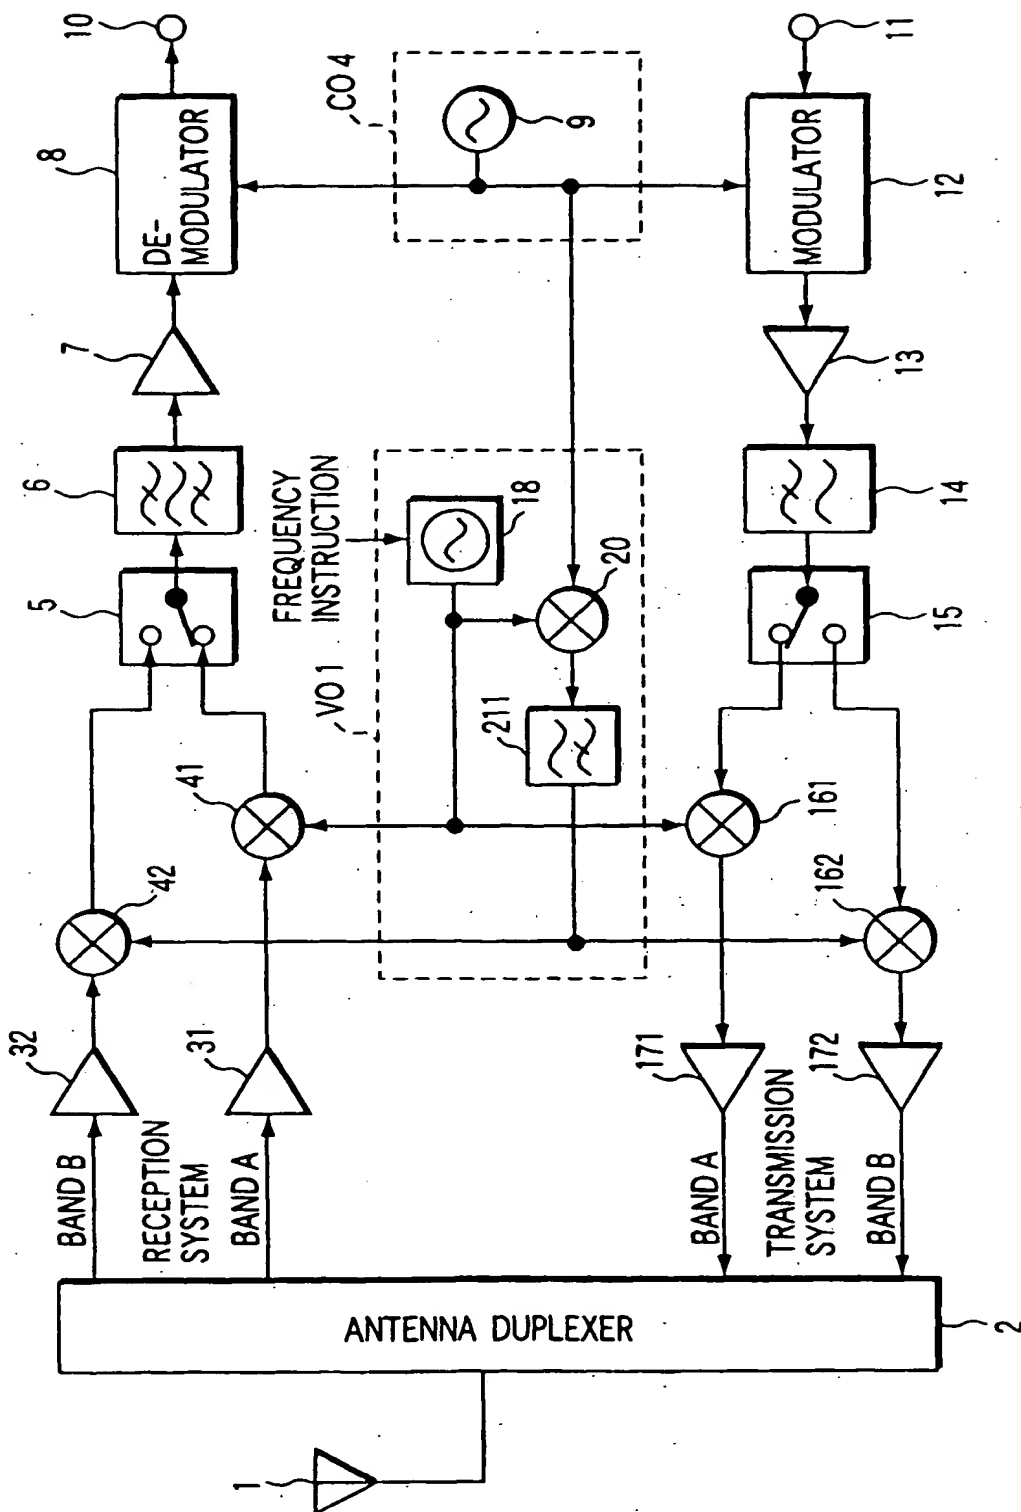 1
ANTENNA DUPLEXER
2
BAND B
RECEPTION
SYSTEM
BAND A
32
31
42
41
5
6
7
8
DE-
MODULATOR
10
VO1
FREQUENCY
INSTRUCTION
18
20
211
CO4
9
BAND A
TRANSMISSION
SYSTEM
BAND B
171
172
161
162
15
14
13
MODULATOR
12
11